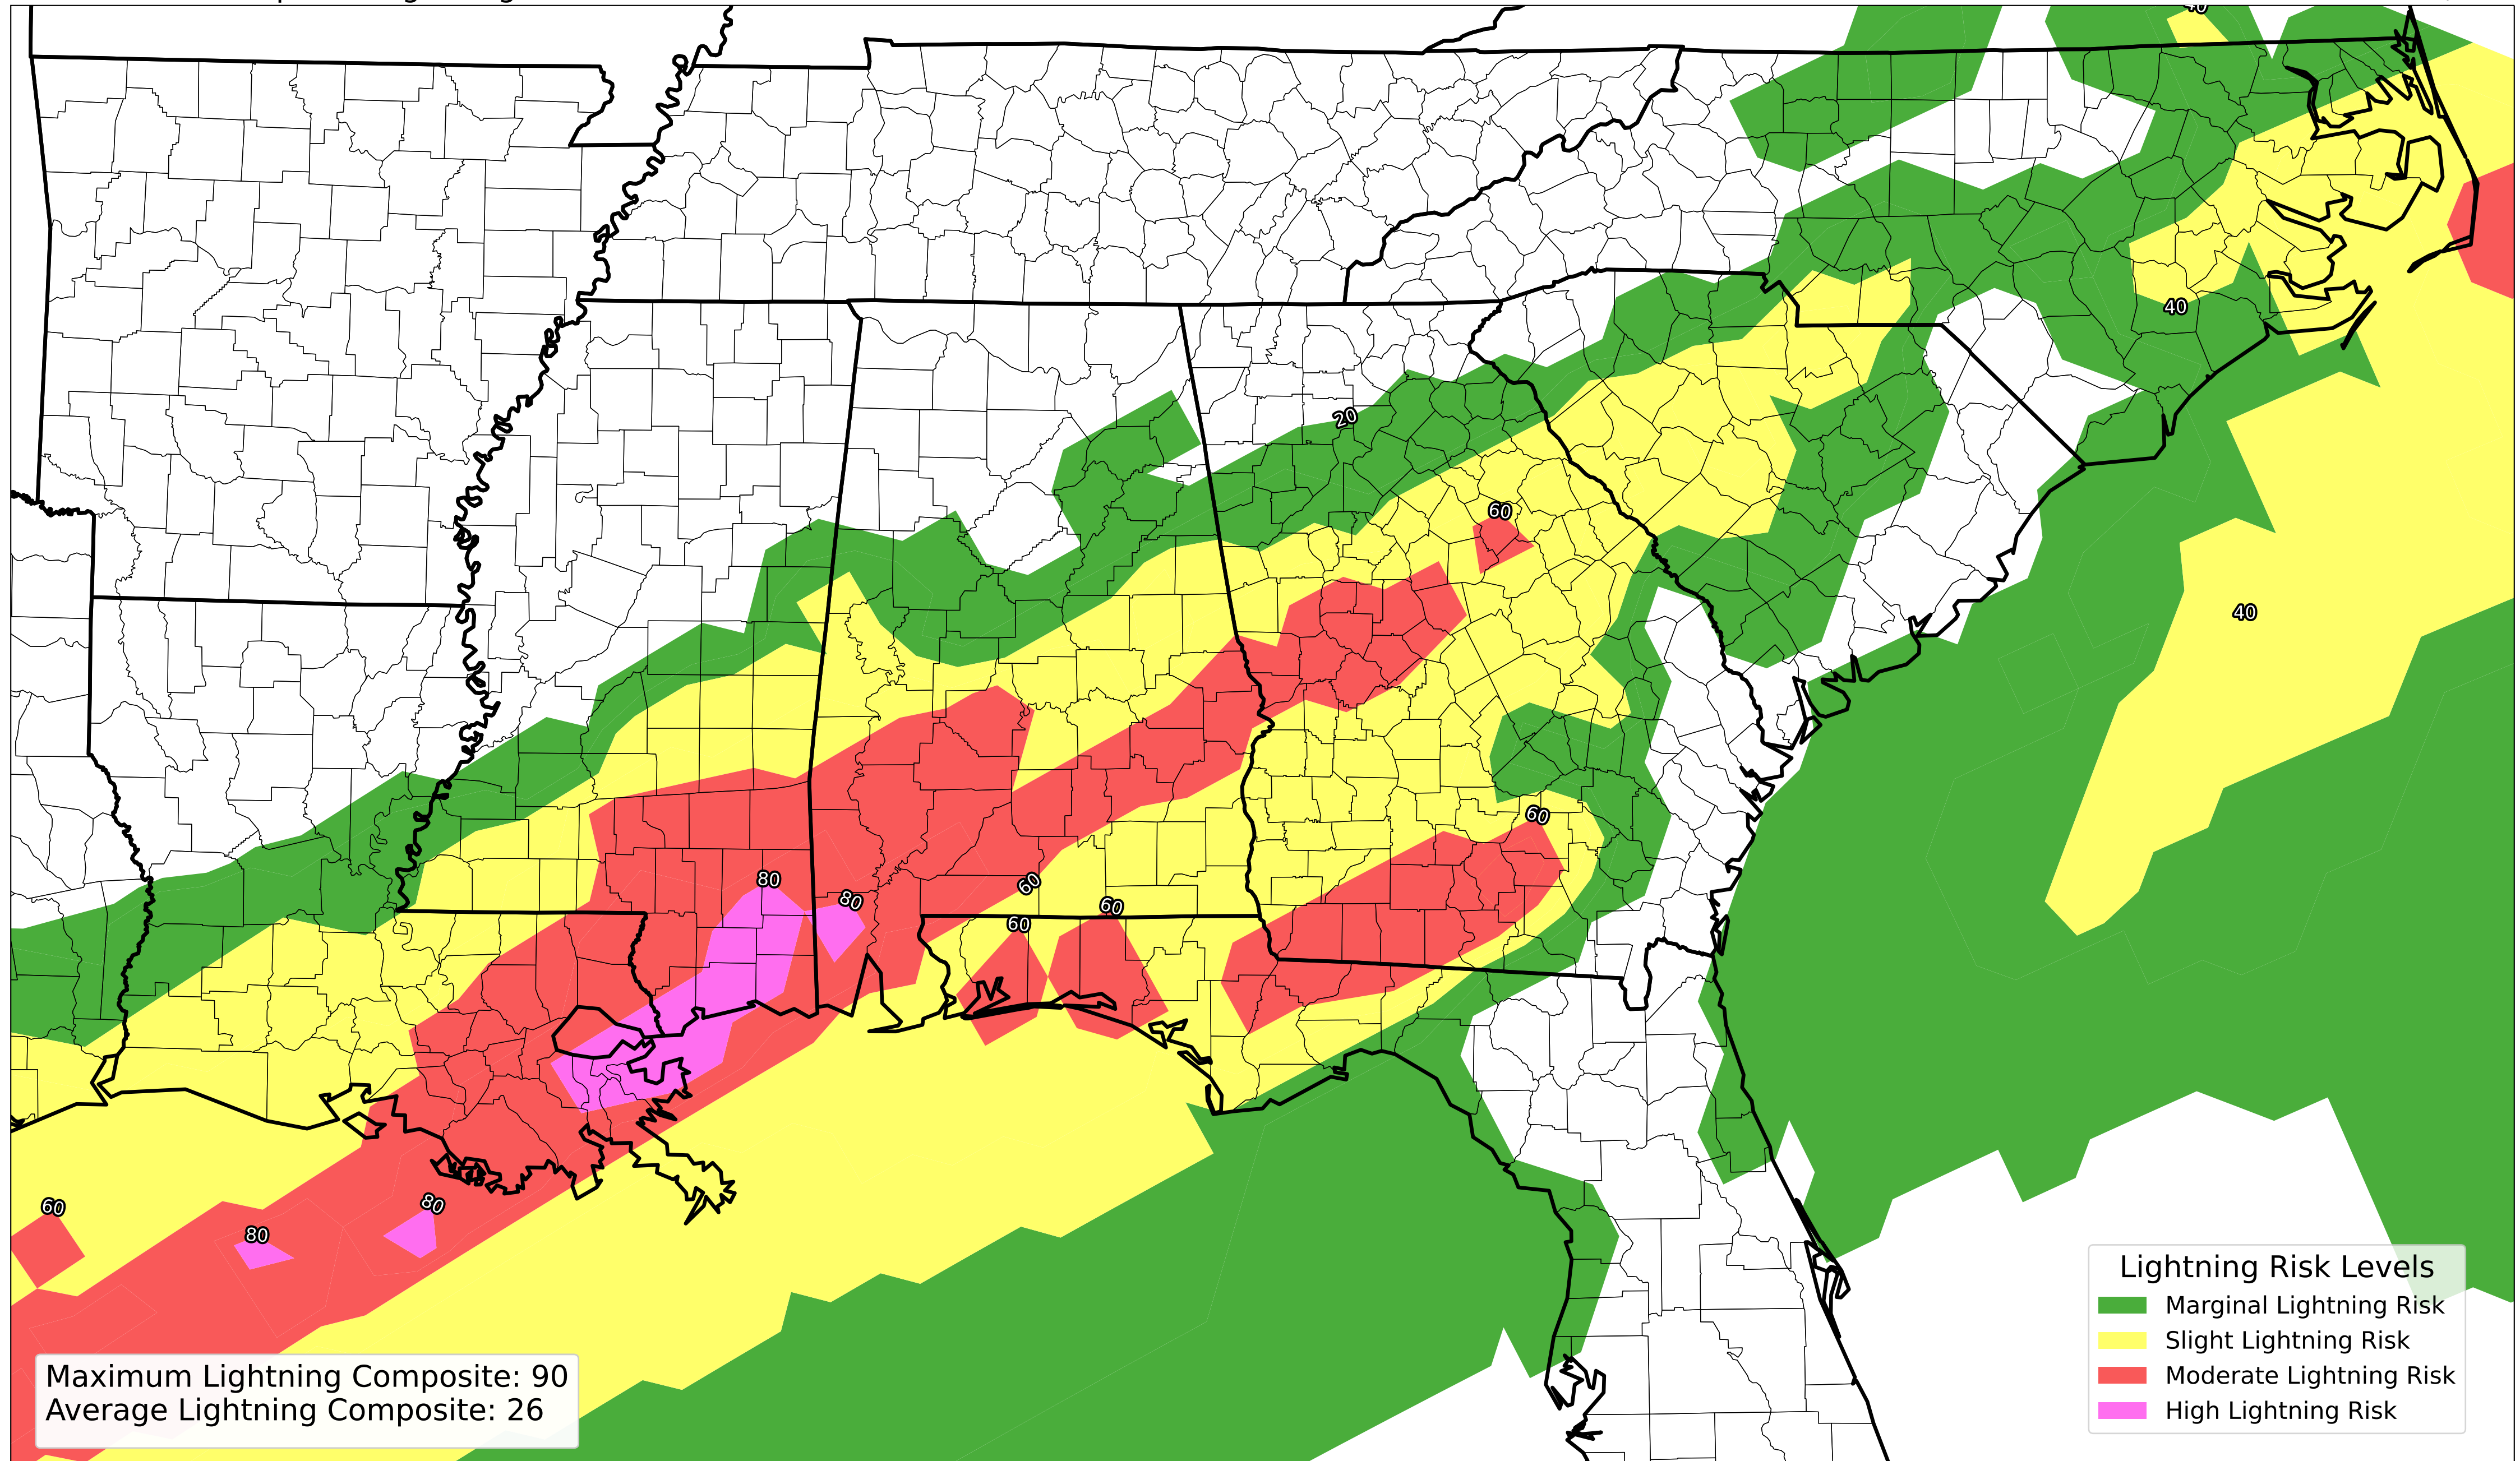 40
20
40
60
40
60
80
80
60
60
60
60
80
80
Lightning Risk Levels
Marginal Lightning Risk
Slight Lightning Risk
Moderate Lightning Risk
High Lightning Risk
Maximum Lightning Composite: 90
Average Lightning Composite: 26